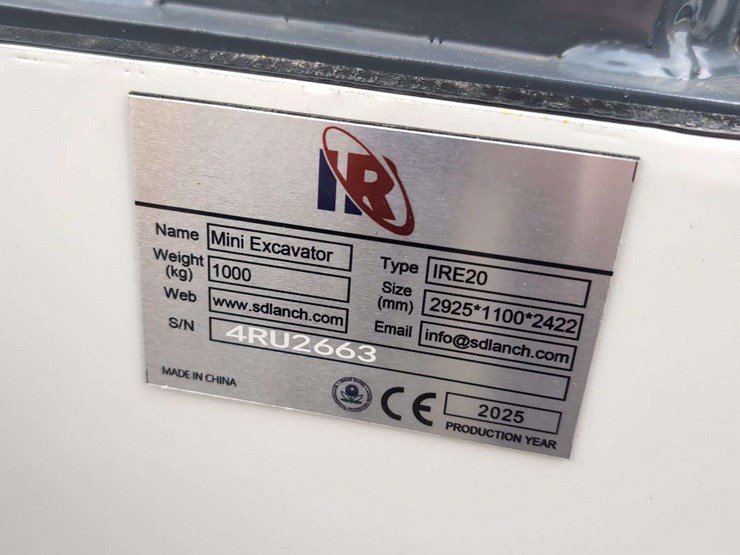 IR
Name Mini Excavator
Type IRE20
Weight (kg) 1000
Size (mm) 2925*1100*2422
Web www.sdlanch.com
Email info@sdlanch.com
S/N 4RU2663
MADE IN CHINA
CE
2025
PRODUCTION YEAR